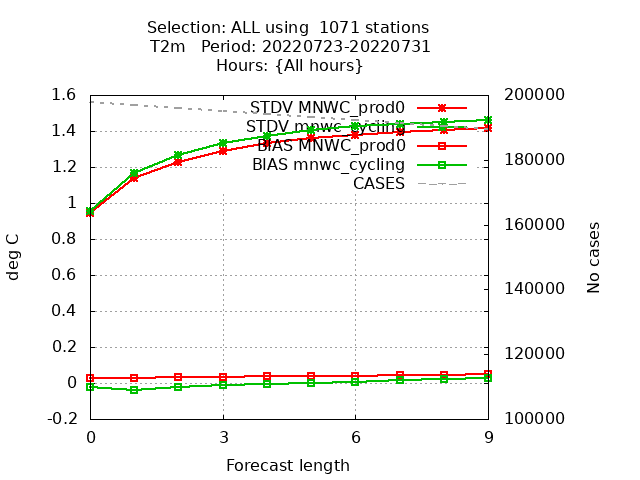 Selection: ALL using  1071 stations
T2m   Period: 20220723-20220731
Hours: {All hours}
1.6
1.4
1.2
1
0.8
0.6
0.4
0.2
0
-0.2
deg C
STDV MNWC_prod0
STDV mnwc_cycling
BIAS MNWC_prod0
BIAS mnwc_cycling
CASES
200000
180000
160000
140000
120000
100000
No cases
0 3 6 9
Forecast length